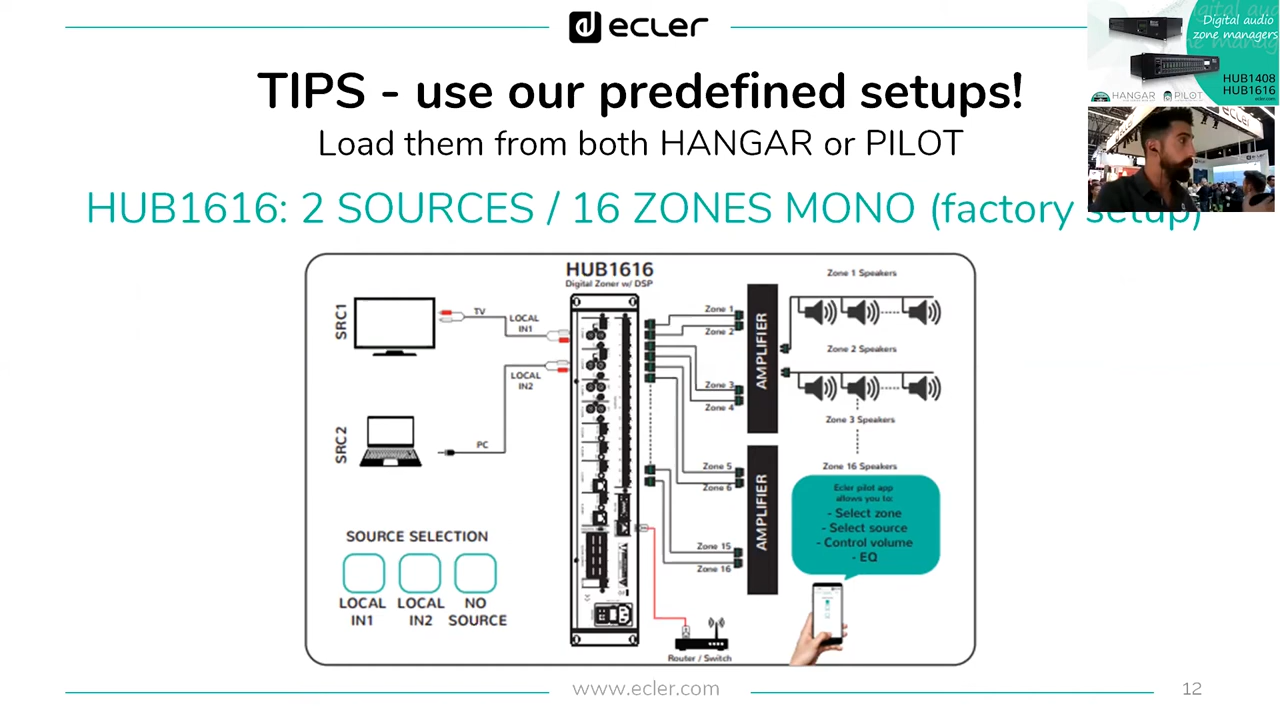 ecler
Digital audio
zone managers
HUB1408
HUB1616
HANGAR
PILOT
ecler.com
ecler
TIPS - use our predefined setups!
Load them from both HANGAR or PILOT
HUB1616: 2 SOURCES / 16 ZONES MONO (factory setup)
HUB1616
Digital Zoner w/ DSP
SRC1
TV
LOCAL
IN1
LOCAL
IN2
SRC2
PC
Zone 1
Zone 2
Zone 3
Zone 4
Zone 5
Zone 6
Zone 15
Zone 16
AMPLIFIER
AMPLIFIER
Zone 1 Speakers
Zone 2 Speakers
Zone 3 Speakers
Zone 16 Speakers
Ecler pilot app
allows you to:
- Select zone
- Select source
- Control volume
- EQ
SOURCE SELECTION
LOCAL
IN1
LOCAL
IN2
NO
SOURCE
Router / Switch
www.ecler.com
12